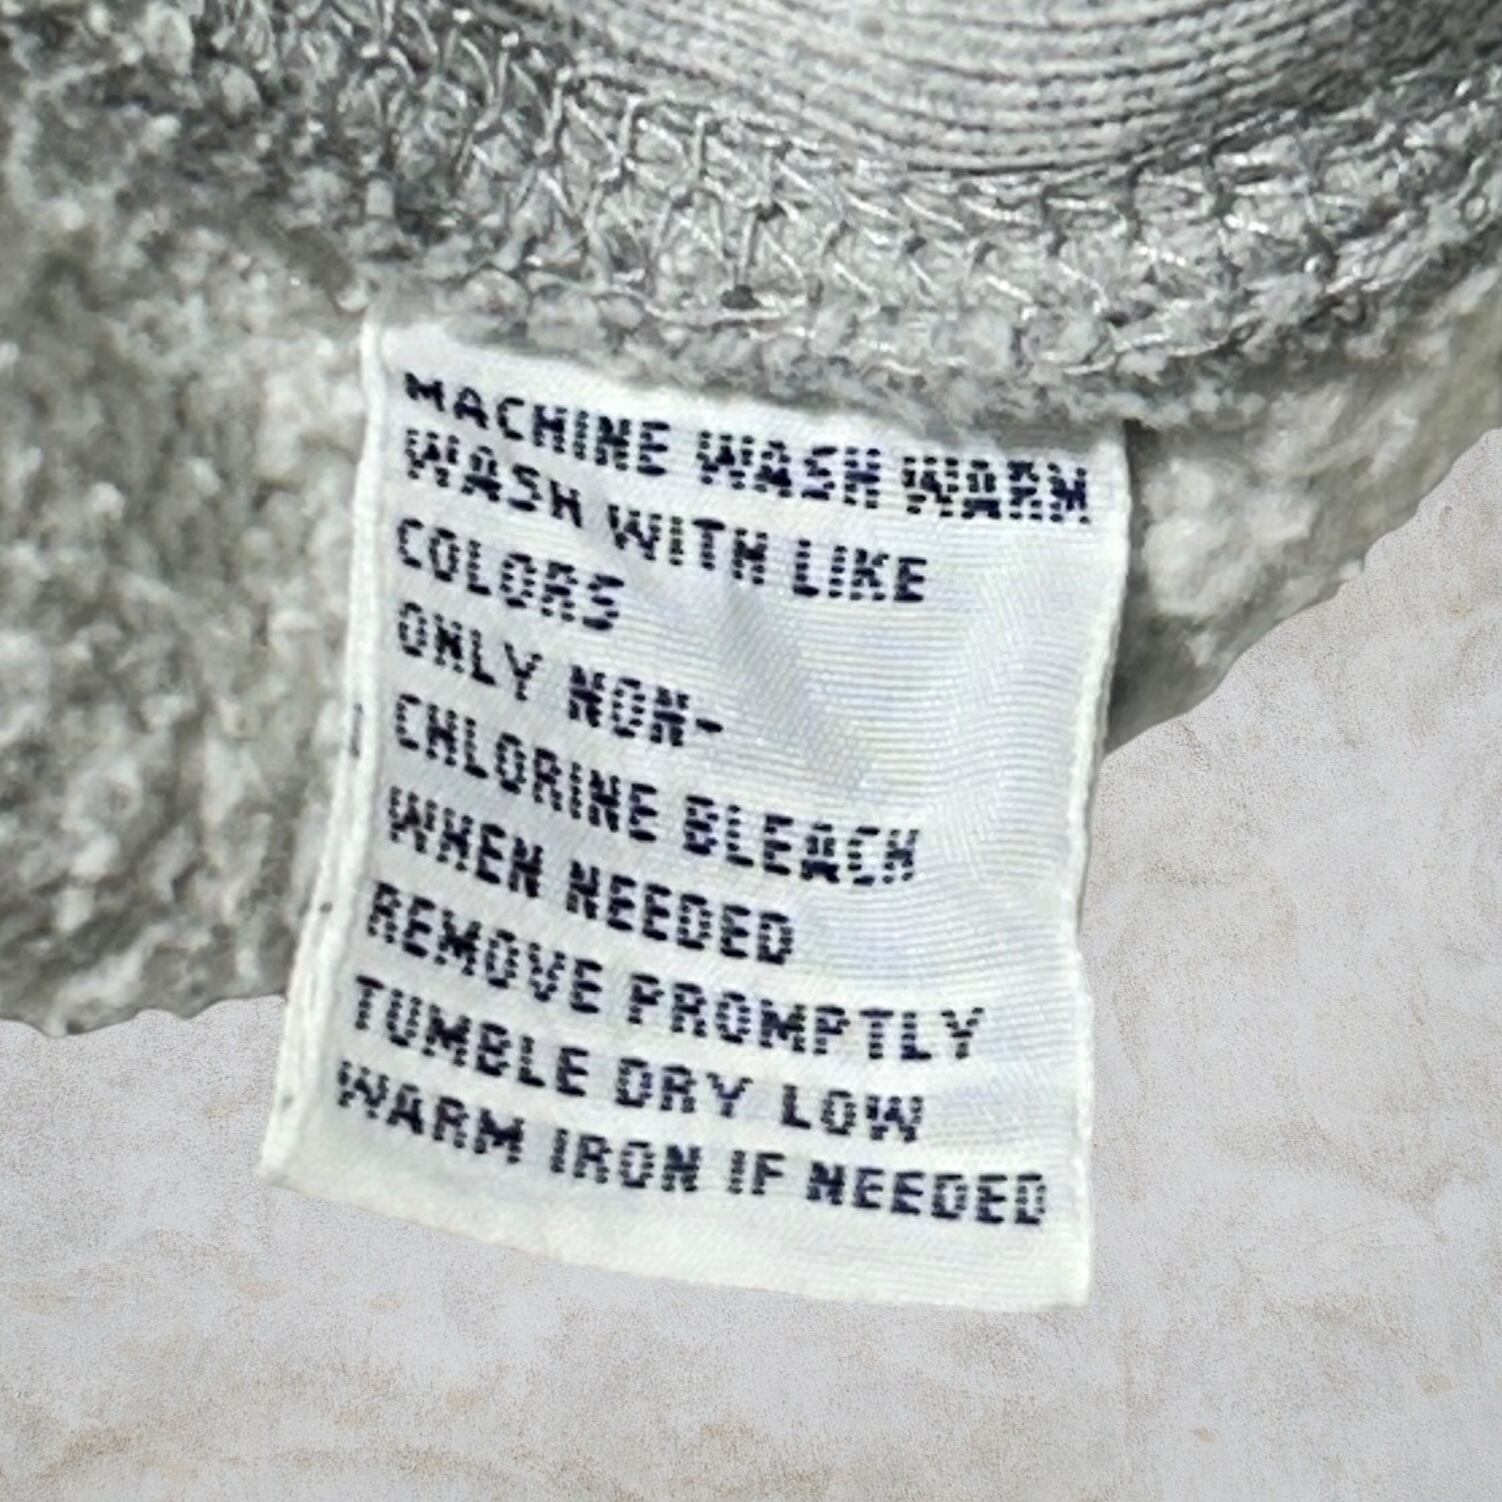 MACHINE WASH WARM
WASH WITH LIKE
COLORS
ONLY NON-
CHLORINE BLEACH
WHEN NEEDED
REMOVE PROMPTLY
TUMBLE DRY LOW
WARM IRON IF NEEDED